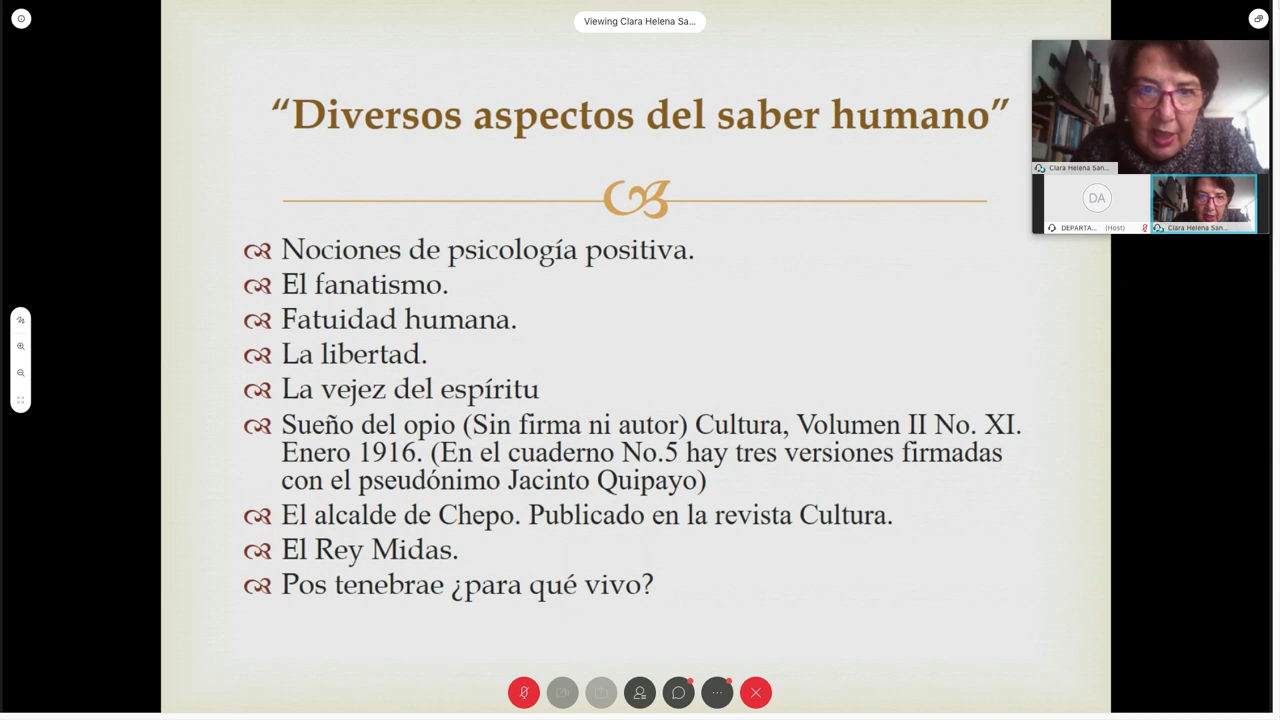 Viewing Clara Helena Sa...
“Diversos aspectos del saber humano”
Nociones de psicología positiva.
El fanatismo.
Fatuidad humana.
La libertad.
La vejez del espíritu
Sueño del opio (Sin firma ni autor) Cultura, Volumen II No. XI.
Enero 1916. (En el cuaderno No.5 hay tres versiones firmadas
con el pseudónimo Jacinto Quipayo)
El alcalde de Chepo. Publicado en la revista Cultura.
El Rey Midas.
Pos tenebrae ¿para qué vivo?
Clara Helena San...
DA
DEPARTA... (Host)
Clara Helena San...